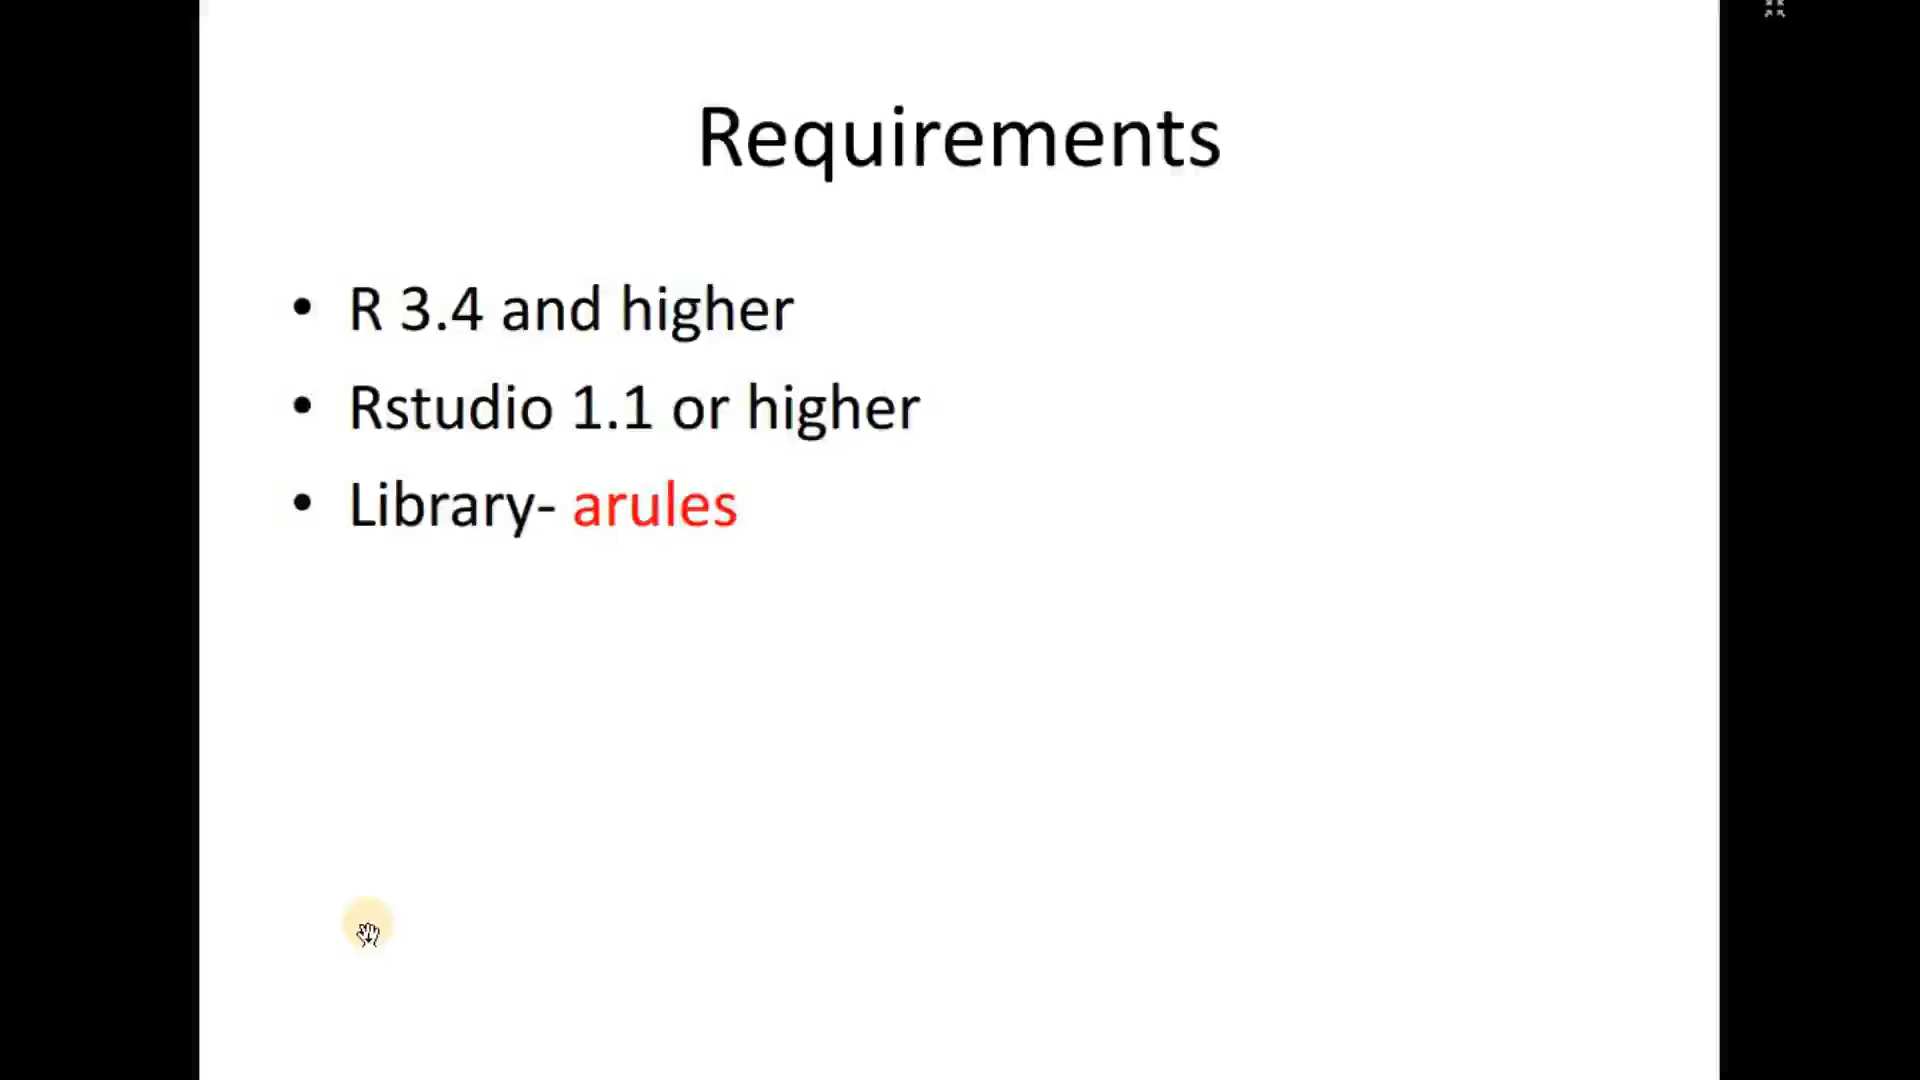 Requirements
• R 3.4 and higher
• Rstudio 1.1 or higher
• Library- arules